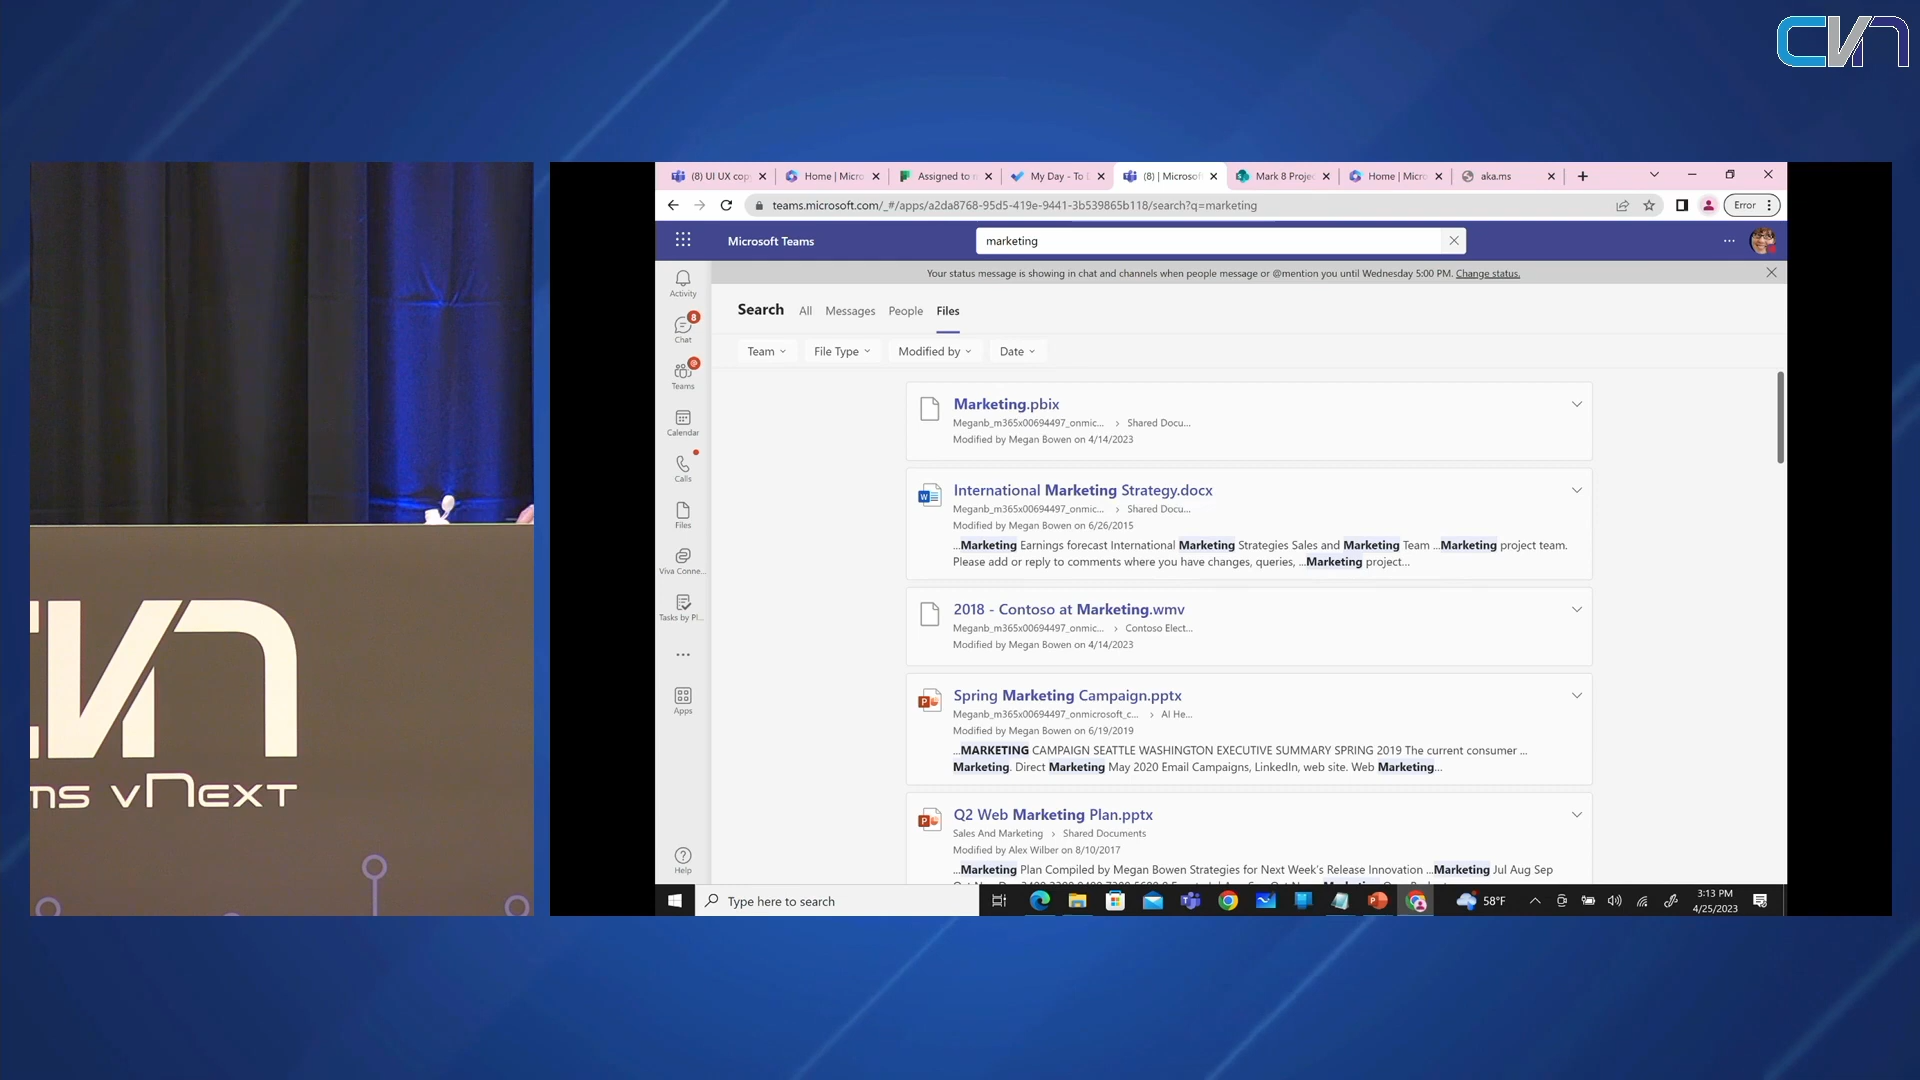 CVN
(8) UI UX cop
Home | Micro
Assigned to m
My Day - To D
(8) | Microso
Mark 8 Projec
Home | Micro
aka.ms
teams.microsoft.com/_#/apps/a2da8768-95d5-419e-9441-3b539865b118/search?q=marketing
Error
Microsoft Teams
marketing
Your status message is showing in chat and channels when people message or @mention you until Wednesday 5:00 PM. Change status.
Activity
8
Chat
Teams
Calendar
Calls
Files
Viva Conne...
Tasks by Pl...
Apps
Help
Search
All
Messages
People
Files
Team
File Type
Modified by
Date
Marketing.pbix
Meganb_m365x00694497_onmic... > Shared Docu...
Modified by Megan Bowen on 4/14/2023
International Marketing Strategy.docx
Meganb_m365x00694497_onmic... > Shared Docu...
Modified by Megan Bowen on 6/26/2015
...Marketing Earnings forecast International Marketing Strategies Sales and Marketing Team ...Marketing project team.
Please add or reply to comments where you have changes, queries, ...Marketing project...
2018 - Contoso at Marketing.wmv
Meganb_m365x00694497_onmic... > Contoso Elect...
Modified by Megan Bowen on 4/14/2023
Spring Marketing Campaign.pptx
Meganb_m365x00694497_onmicrosoft_c... > AI He...
Modified by Megan Bowen on 6/19/2019
...MARKETING CAMPAIGN SEATTLE WASHINGTON EXECUTIVE SUMMARY SPRING 2019 The current consumer ...
Marketing. Direct Marketing May 2020 Email Campaigns, LinkedIn, web site. Web Marketing...
Q2 Web Marketing Plan.pptx
Sales And Marketing > Shared Documents
Modified by Alex Wilber on 8/10/2017
...Marketing Plan Compiled by Megan Bowen Strategies for Next Week's Release Innovation ...Marketing Jul Aug Sep
Type here to search
58°F
3:13 PM
4/25/2023
CVN
ms vNext